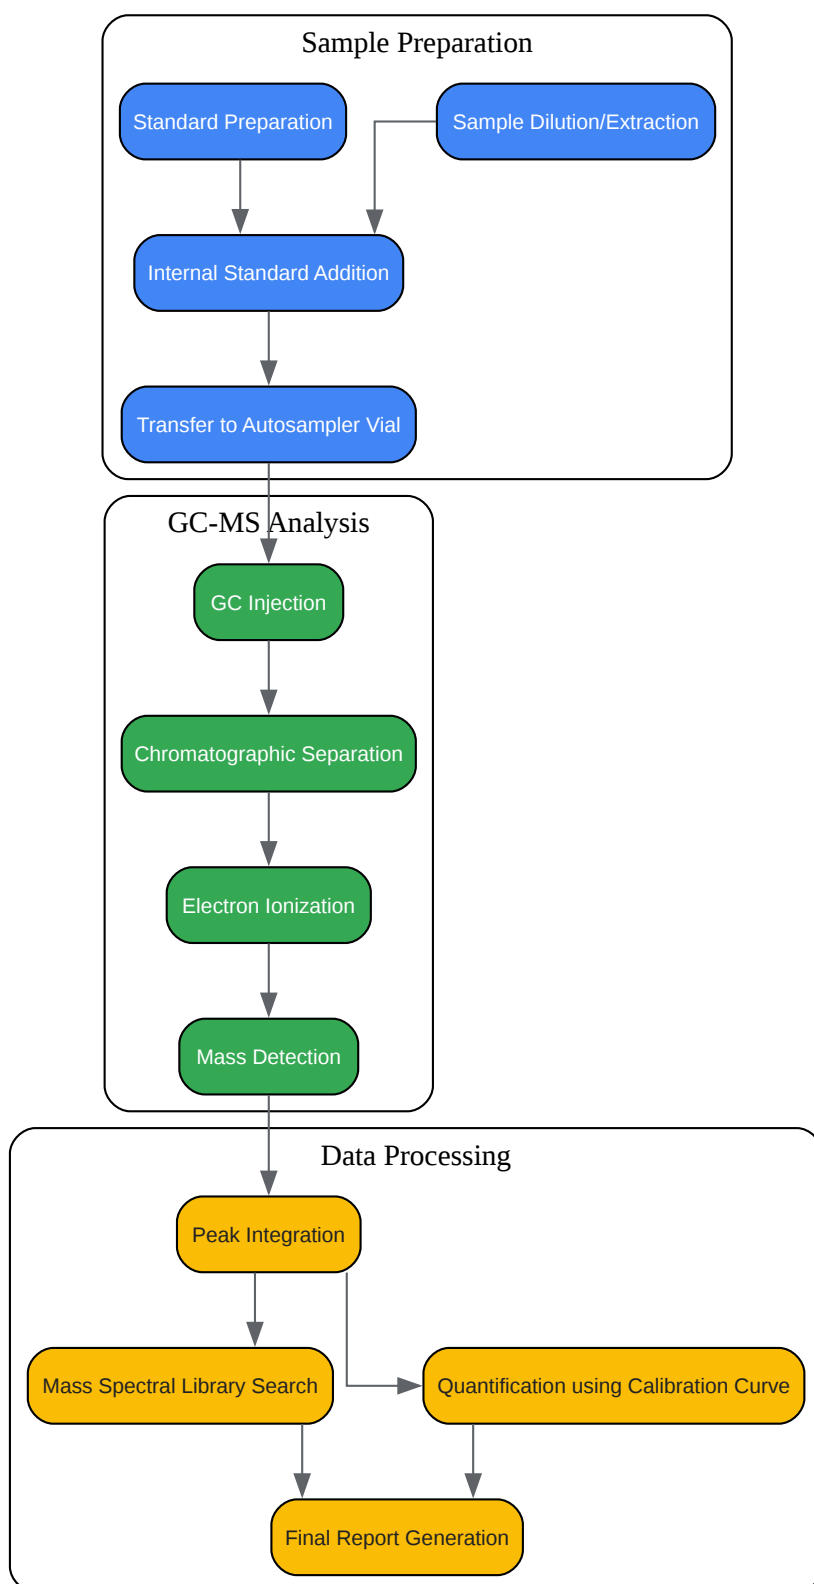 Sample Preparation
Standard Preparation
Sample Dilution/Extraction
Internal Standard Addition
Transfer to Autosampler Vial
GC-MS Analysis
GC Injection
Chromatographic Separation
Electron Ionization
Mass Detection
Data Processing
Peak Integration
Mass Spectral Library Search
Quantification using Calibration Curve
Final Report Generation